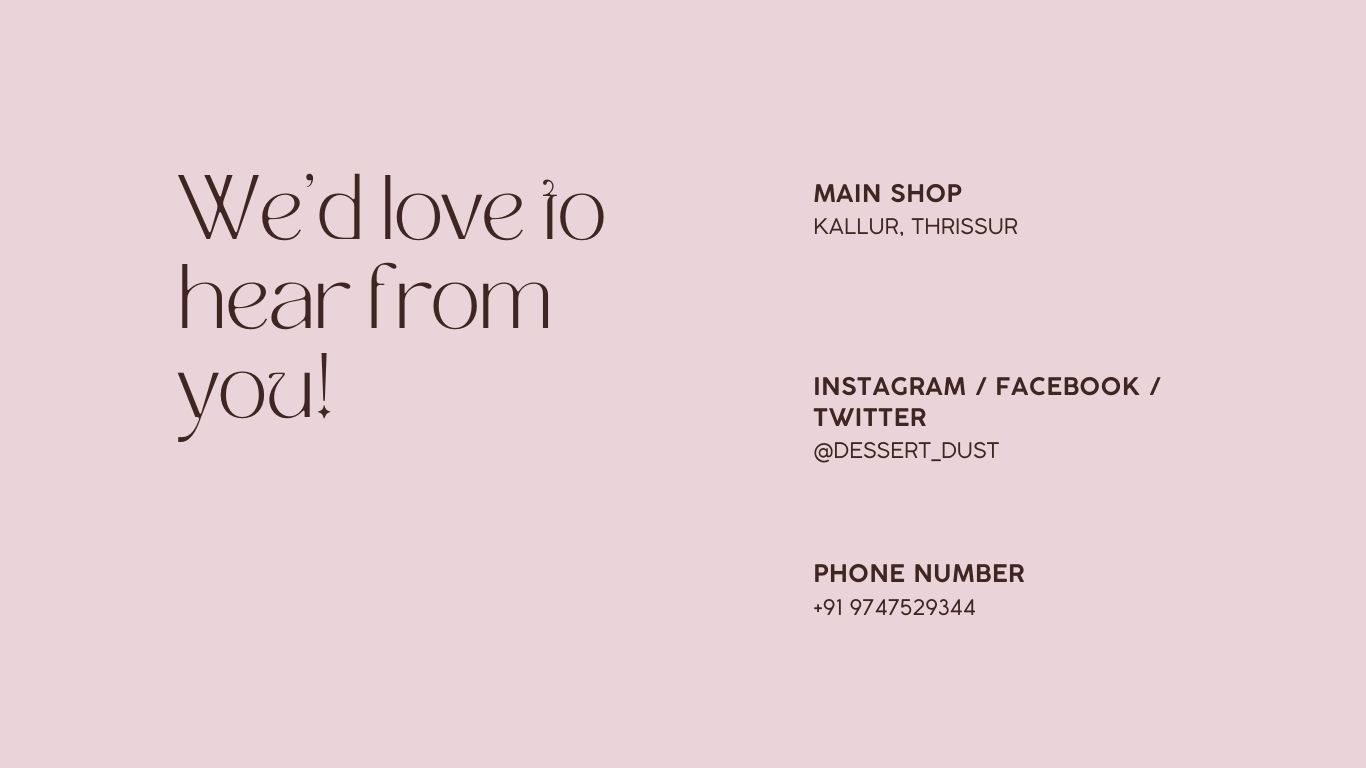 We’d love to
hear from
you!
MAIN SHOP
KALLUR, THRISSUR
INSTAGRAM / FACEBOOK /
TWITTER
@DESSERT_DUST
PHONE NUMBER
+91 9747529344